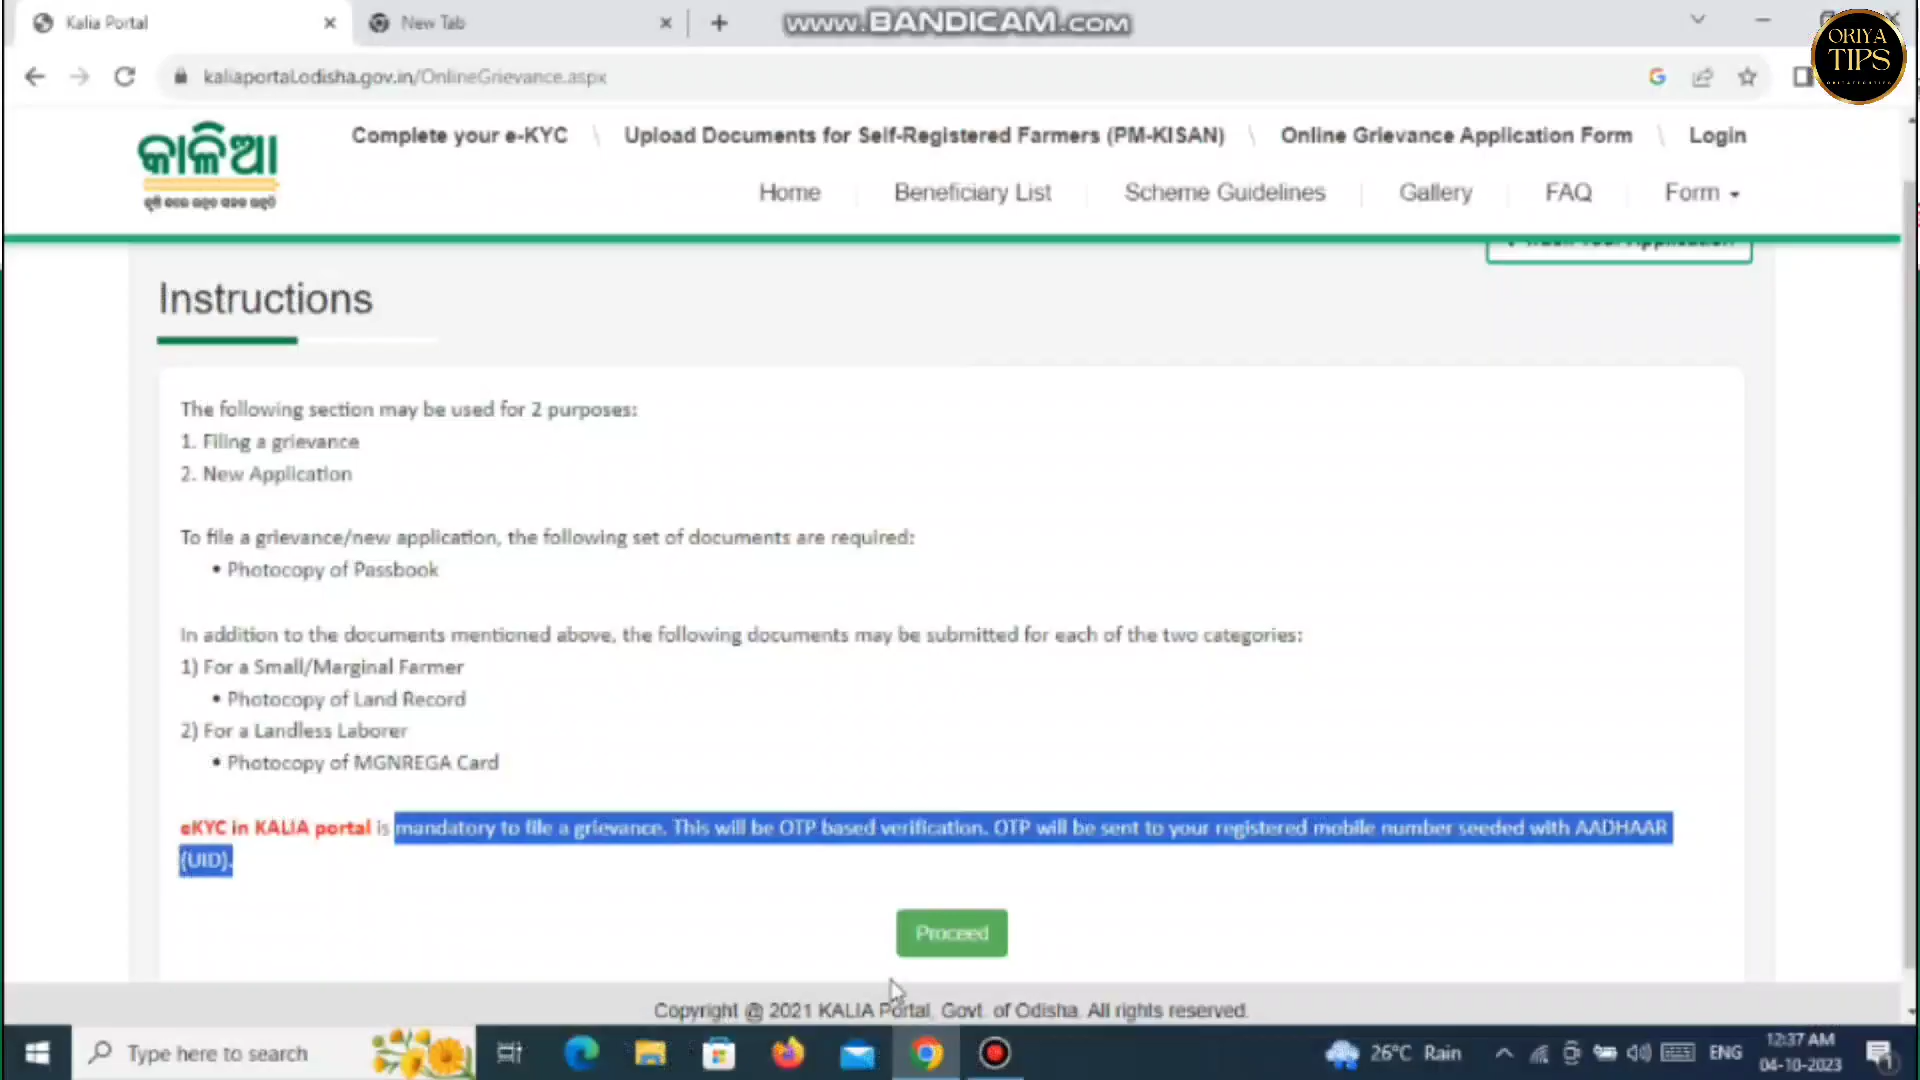 Kalia Portal
New Tab
www.BANDICAM.com
ORIYA
TIPS
kaliaportal.odisha.gov.in/OnlineGrievance.aspx
କାଳିଆ
Complete your e-KYC \ Upload Documents for Self-Registered Farmers (PM-KISAN) \ Online Grievance Application Form \ Login
Home Beneficiary List Scheme Guidelines Gallery FAQ Form
Instructions
The following section may be used for 2 purposes:
1. Filing a grievance
2. New Application
To file a grievance/new application, the following set of documents are required:
• Photocopy of Passbook
In addition to the documents mentioned above, the following documents may be submitted for each of the two categories:
1) For a Small/Marginal Farmer
• Photocopy of Land Record
2) For a Landless Laborer
• Photocopy of MGNREGA Card
eKYC in KALIA portal is mandatory to file a grievance. This will be OTP based verification. OTP will be sent to your registered mobile number seeded with AADHAAR
(UID).
Proceed
Copyright @ 2021 KALIA Portal, Govt. of Odisha. All rights reserved.
Type here to search
26°C Rain
ENG
12:37 AM
04-10-2023
1